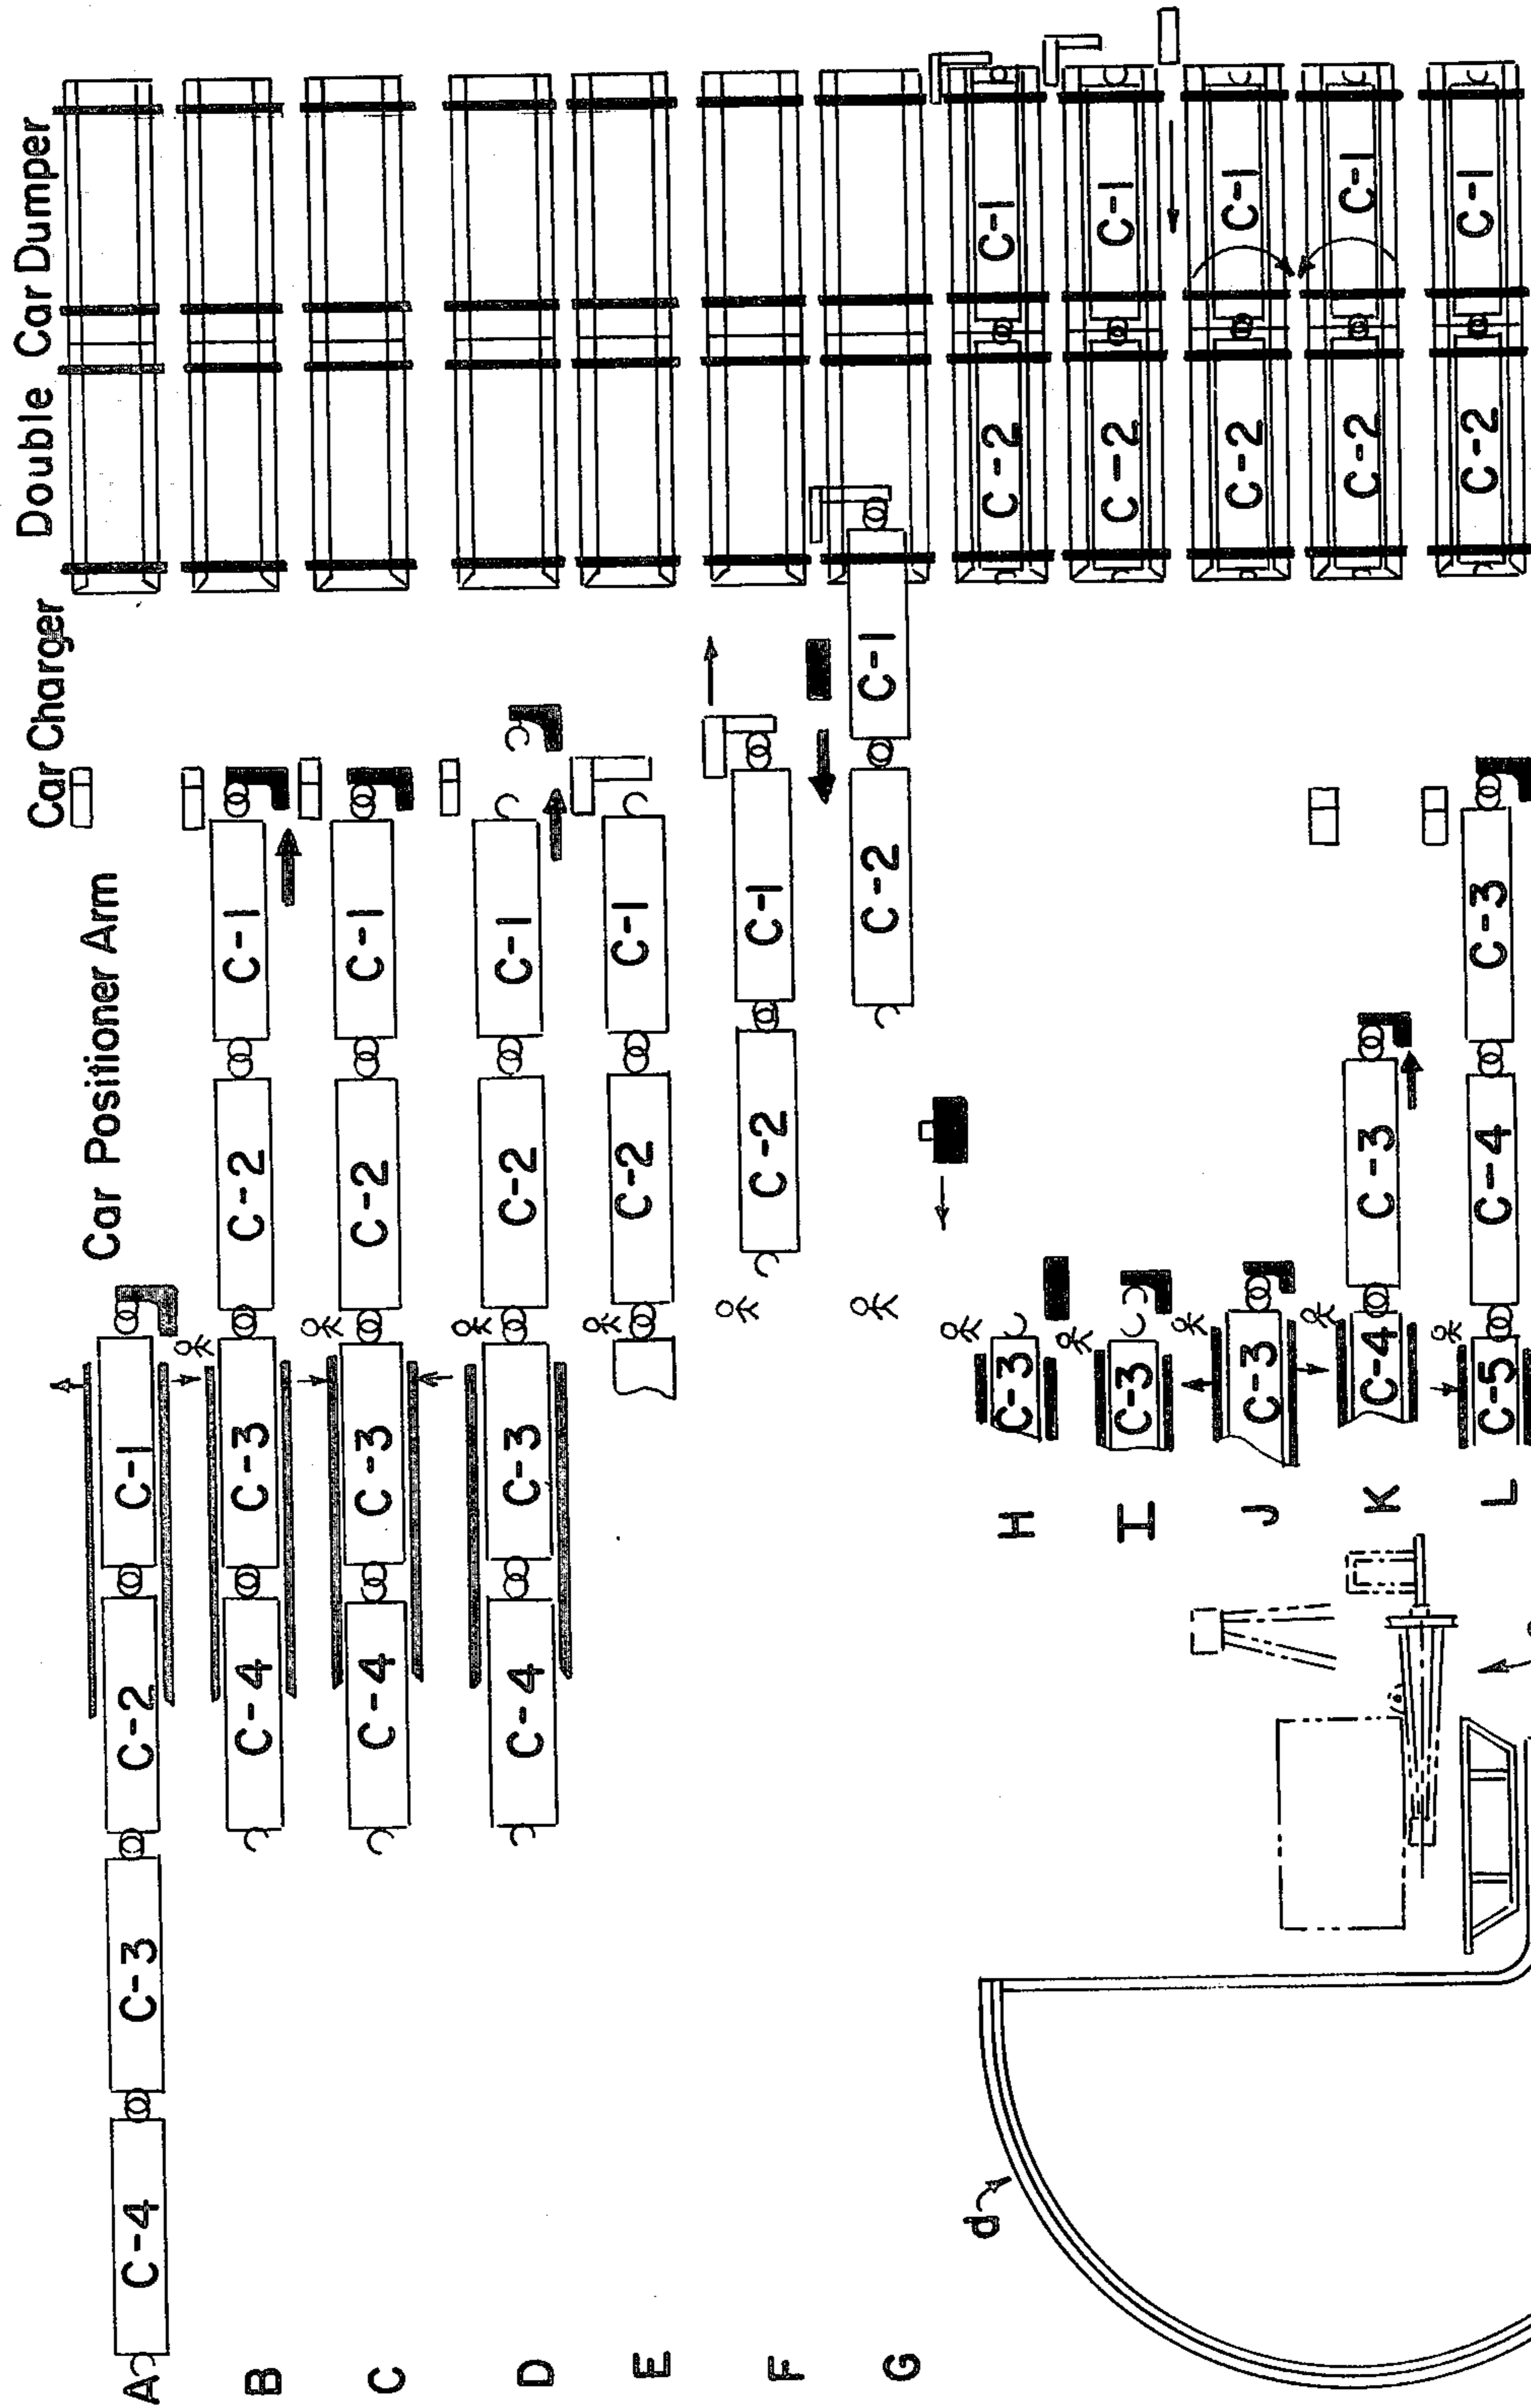 Car Positioner Arm
Car Charger
Double Car Dumper
A C-4 C-3 C-2 C-1
B C-4 C-3 C-2 C-1
C C-4 C-3 C-2 C-1
D C-4 C-3 C-2 C-1
E C-2 C-1
F C-2 C-1
G C-2 C-1
d
H C-3 C-2 C-1
I C-3 C-2 C-1
J C-3 C-2 C-1
K C-4 C-3 C-2 C-1
L C-5 C-4 C-3 C-2 C-1